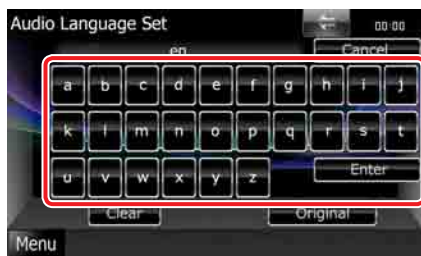 Audio Language Set 00:00
en Cancel
a b c d e f g h i j
k l m n o p q r s t
u v w x y z Enter
Clear Original
Menu